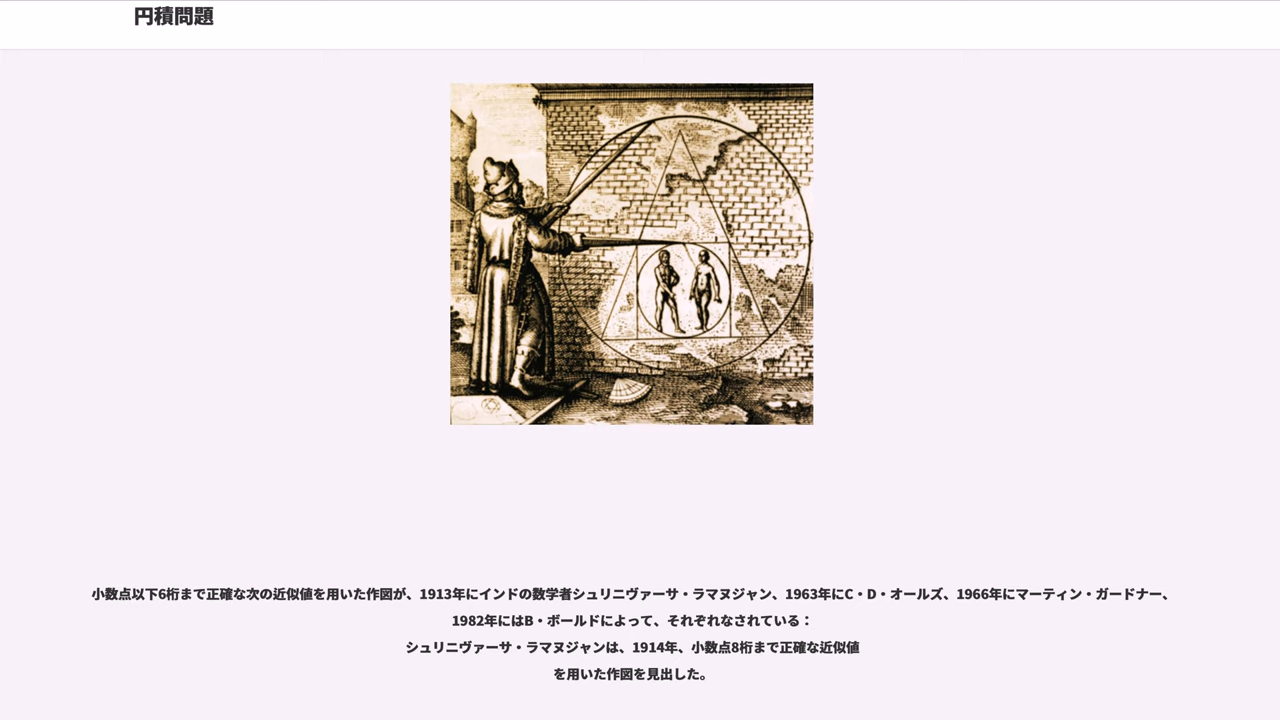 円積問題
小数点以下6桁まで正確な次の近似値を用いた作図が、1913年にインドの数学者シュリニヴァーサ・ラマヌジャン、1963年にC・D・オールズ、1966年にマーティン・ガードナー、
1982年にはB・ボールドによって、それぞれなされている：
シュリニヴァーサ・ラマヌジャンは、1914年、小数点8桁まで正確な近似値
を用いた作図を見出した。